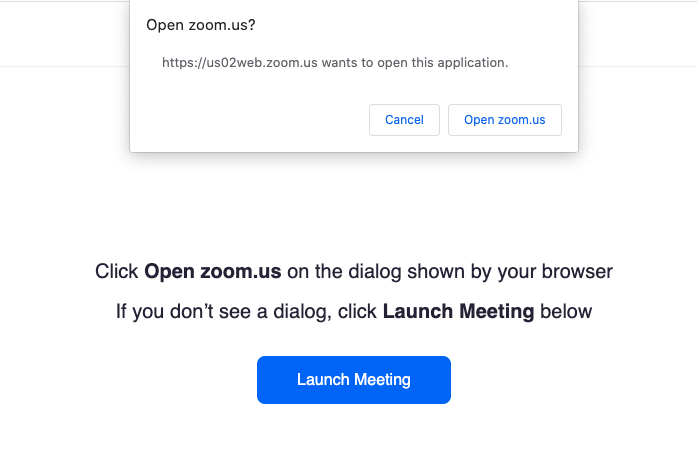 Open zoom.us?
https://us02web.zoom.us wants to open this application.
Cancel Open zoom.us
Click Open zoom.us on the dialog shown by your browser
If you don’t see a dialog, click Launch Meeting below
Launch Meeting